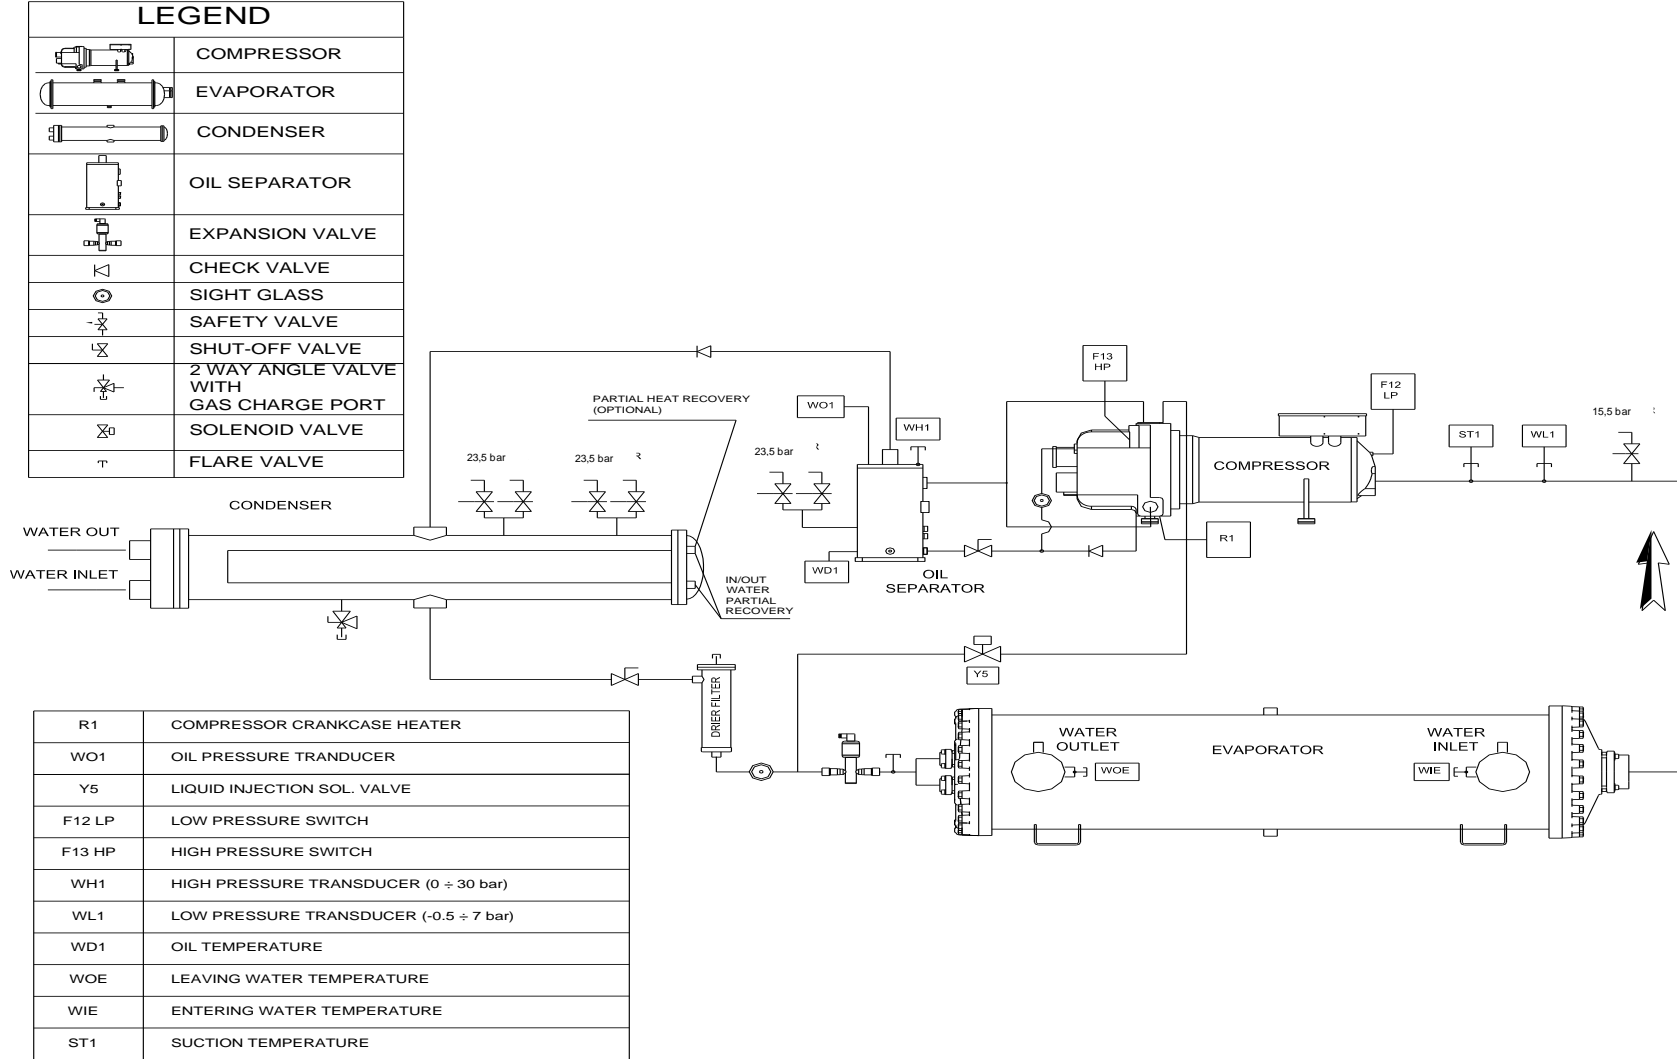 LEGEND
COMPRESSOR
EVAPORATOR
CONDENSER
OIL SEPARATOR
EXPANSION VALVE
CHECK VALVE
SIGHT GLASS
SAFETY VALVE
SHUT-OFF VALVE
2 WAY ANGLE VALVE
WITH
GAS CHARGE PORT
SOLENOID VALVE
FLARE VALVE
PARTIAL HEAT RECOVERY
(OPTIONAL)
WO1
WH1
F13
HP
F12
LP
15,5 bar
ST1
WL1
23,5 bar
23,5 bar
23,5 bar
COMPRESSOR
CONDENSER
WATER OUT
WATER INLET
R1
WD1
OIL
SEPARATOR
IN/OUT
WATER
PARTIAL
RECOVERY
Y5
DRIER FILTER
WATER
OUTLET
EVAPORATOR
WATER
INLET
WOE
WIE
R1 COMPRESSOR CRANKCASE HEATER
WO1 OIL PRESSURE TRANDUCER
Y5 LIQUID INJECTION SOL. VALVE
F12 LP LOW PRESSURE SWITCH
F13 HP HIGH PRESSURE SWITCH
WH1 HIGH PRESSURE TRANSDUCER (0 ÷ 30 bar)
WL1 LOW PRESSURE TRANSDUCER (-0.5 ÷ 7 bar)
WD1 OIL TEMPERATURE
WOE LEAVING WATER TEMPERATURE
WIE ENTERING WATER TEMPERATURE
ST1 SUCTION TEMPERATURE